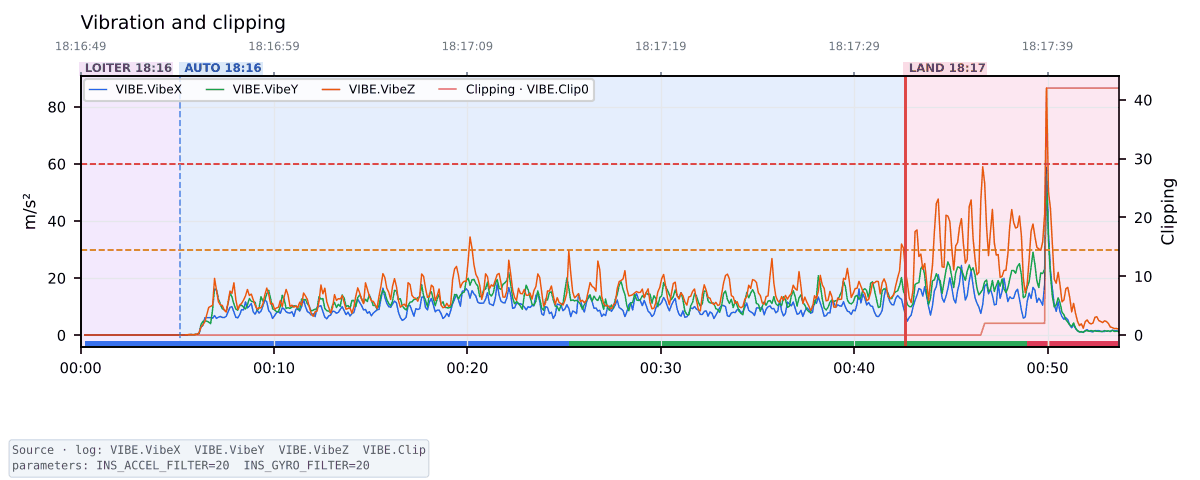 Vibration and clipping
18:16:49 18:16:59 18:17:09 18:17:19 18:17:29 18:17:39
LOITER 18:16 AUTO 18:16 LAND 18:17
VIBE.VibeX VIBE.VibeY VIBE.VibeZ Clipping · VIBE.Clip0
80
60
40
20
0
m/s²
40
30
20
10
0
Clipping
00:00 00:10 00:20 00:30 00:40 00:50
Source · log: VIBE.VibeX VIBE.VibeY VIBE.VibeZ VIBE.Clip
parameters: INS_ACCEL_FILTER=20 INS_GYRO_FILTER=20